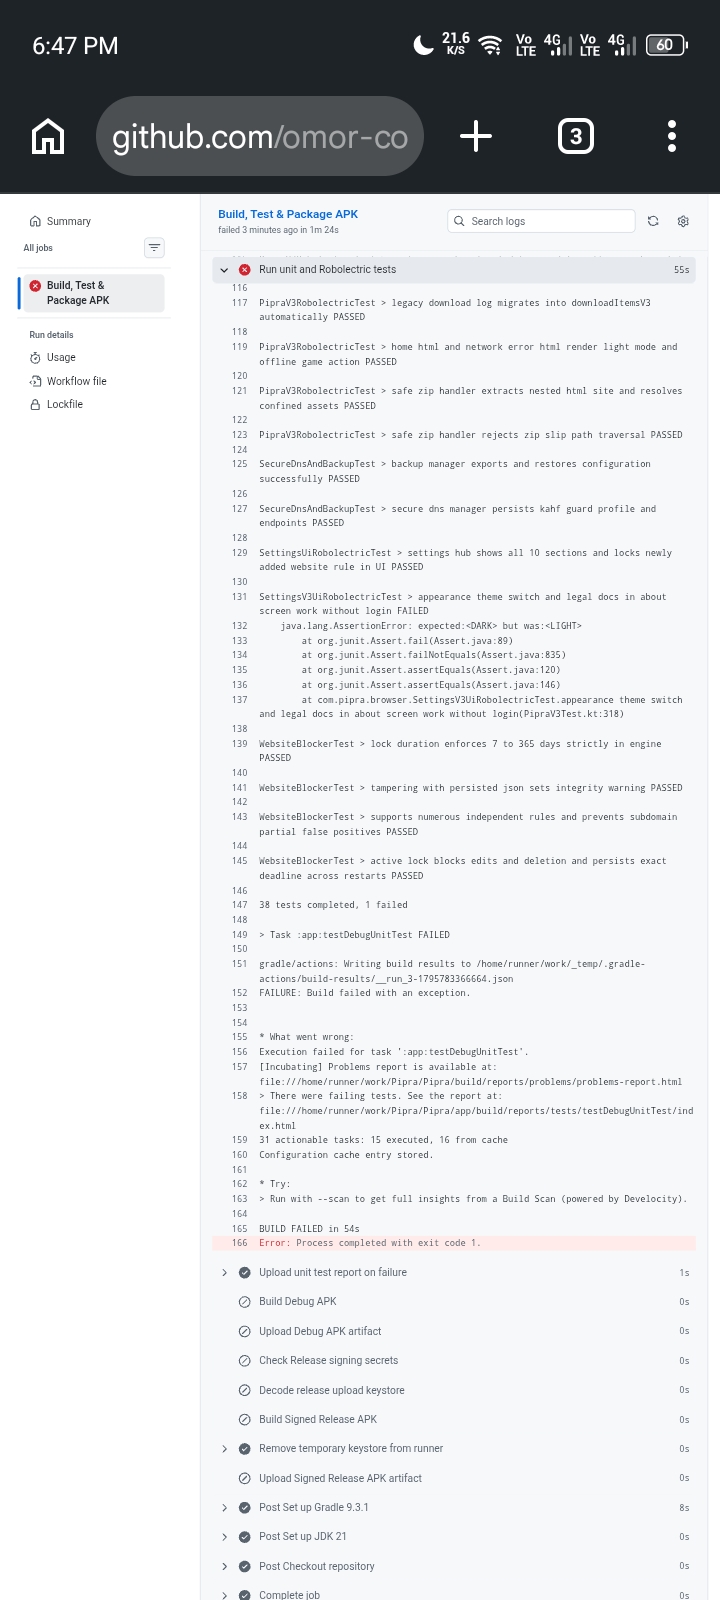 6:47 PM
21.6
K/S
Vo
LTE
4G
Vo
LTE
4G
60
github.com/omor-co
3
Summary
All jobs
Build, Test &
Package APK
Run details
Usage
Workflow file
Lockfile
Build, Test & Package APK
failed 3 minutes ago in 1m 24s
Search logs
Run unit and Robolectric tests 55s
116
117 PipraV3RobolectricTest > legacy download log migrates into downloadItemsV3
automatically PASSED
118
119 PipraV3RobolectricTest > home html and network error html render light mode and
offline game action PASSED
120
121 PipraV3RobolectricTest > safe zip handler extracts nested html site and resolves
confined assets PASSED
122
123 PipraV3RobolectricTest > safe zip handler rejects zip slip path traversal PASSED
124
125 SecureDnsAndBackupTest > backup manager exports and restores configuration
successfully PASSED
126
127 SecureDnsAndBackupTest > secure dns manager persists kahf guard profile and
endpoints PASSED
128
129 SettingsUiRobolectricTest > settings hub shows all 10 sections and locks newly
added website rule in UI PASSED
130
131 SettingsV3UiRobolectricTest > appearance theme switch and legal docs in about
screen work without login FAILED
132 java.lang.AssertionError: expected:<DARK> but was:<LIGHT>
133 at org.junit.Assert.fail(Assert.java:89)
134 at org.junit.Assert.failNotEquals(Assert.java:835)
135 at org.junit.Assert.assertEquals(Assert.java:120)
136 at org.junit.Assert.assertEquals(Assert.java:146)
137 at com.pipra.browser.SettingsV3UiRobolectricTest.appearance theme switch
and legal docs in about screen work without login(PipraV3Test.kt:318)
138
139 WebsiteBlockerTest > lock duration enforces 7 to 365 days strictly in engine
PASSED
140
141 WebsiteBlockerTest > tampering with persisted json sets integrity warning PASSED
142
143 WebsiteBlockerTest > supports numerous independent rules and prevents subdomain
partial false positives PASSED
144
145 WebsiteBlockerTest > active lock blocks edits and deletion and persists exact
deadline across restarts PASSED
146
147 38 tests completed, 1 failed
148
149 > Task :app:testDebugUnitTest FAILED
150
151 gradle/actions: Writing build results to /home/runner/work/_temp/.gradle-
actions/build-results/__run_3-1795783366664.json
152 FAILURE: Build failed with an exception.
153
154
155 * What went wrong:
156 Execution failed for task ':app:testDebugUnitTest'.
157 [Incubating] Problems report is available at:
file:///home/runner/work/Pipra/Pipra/build/reports/problems/problems-report.html
158 > There were failing tests. See the report at:
file:///home/runner/work/Pipra/Pipra/app/build/reports/tests/testDebugUnitTest/ind
ex.html
159 31 actionable tasks: 15 executed, 16 from cache
160 Configuration cache entry stored.
161
162 * Try:
163 > Run with --scan to get full insights from a Build Scan (powered by Develocity).
164
165 BUILD FAILED in 54s
166 Error: Process completed with exit code 1.
Upload unit test report on failure 1s
Build Debug APK 0s
Upload Debug APK artifact 0s
Check Release signing secrets 0s
Decode release upload keystore 0s
Build Signed Release APK 0s
Remove temporary keystore from runner 0s
Upload Signed Release APK artifact 0s
Post Set up Gradle 9.3.1 8s
Post Set up JDK 21 0s
Post Checkout repository 0s
Complete job 0s